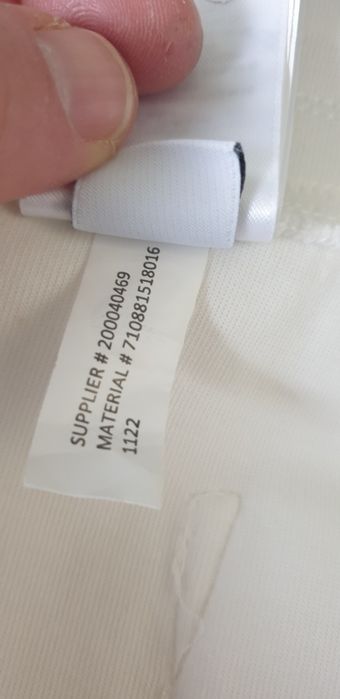 SUPPLIER # 200040469
MATERIAL # 710881518016
1122